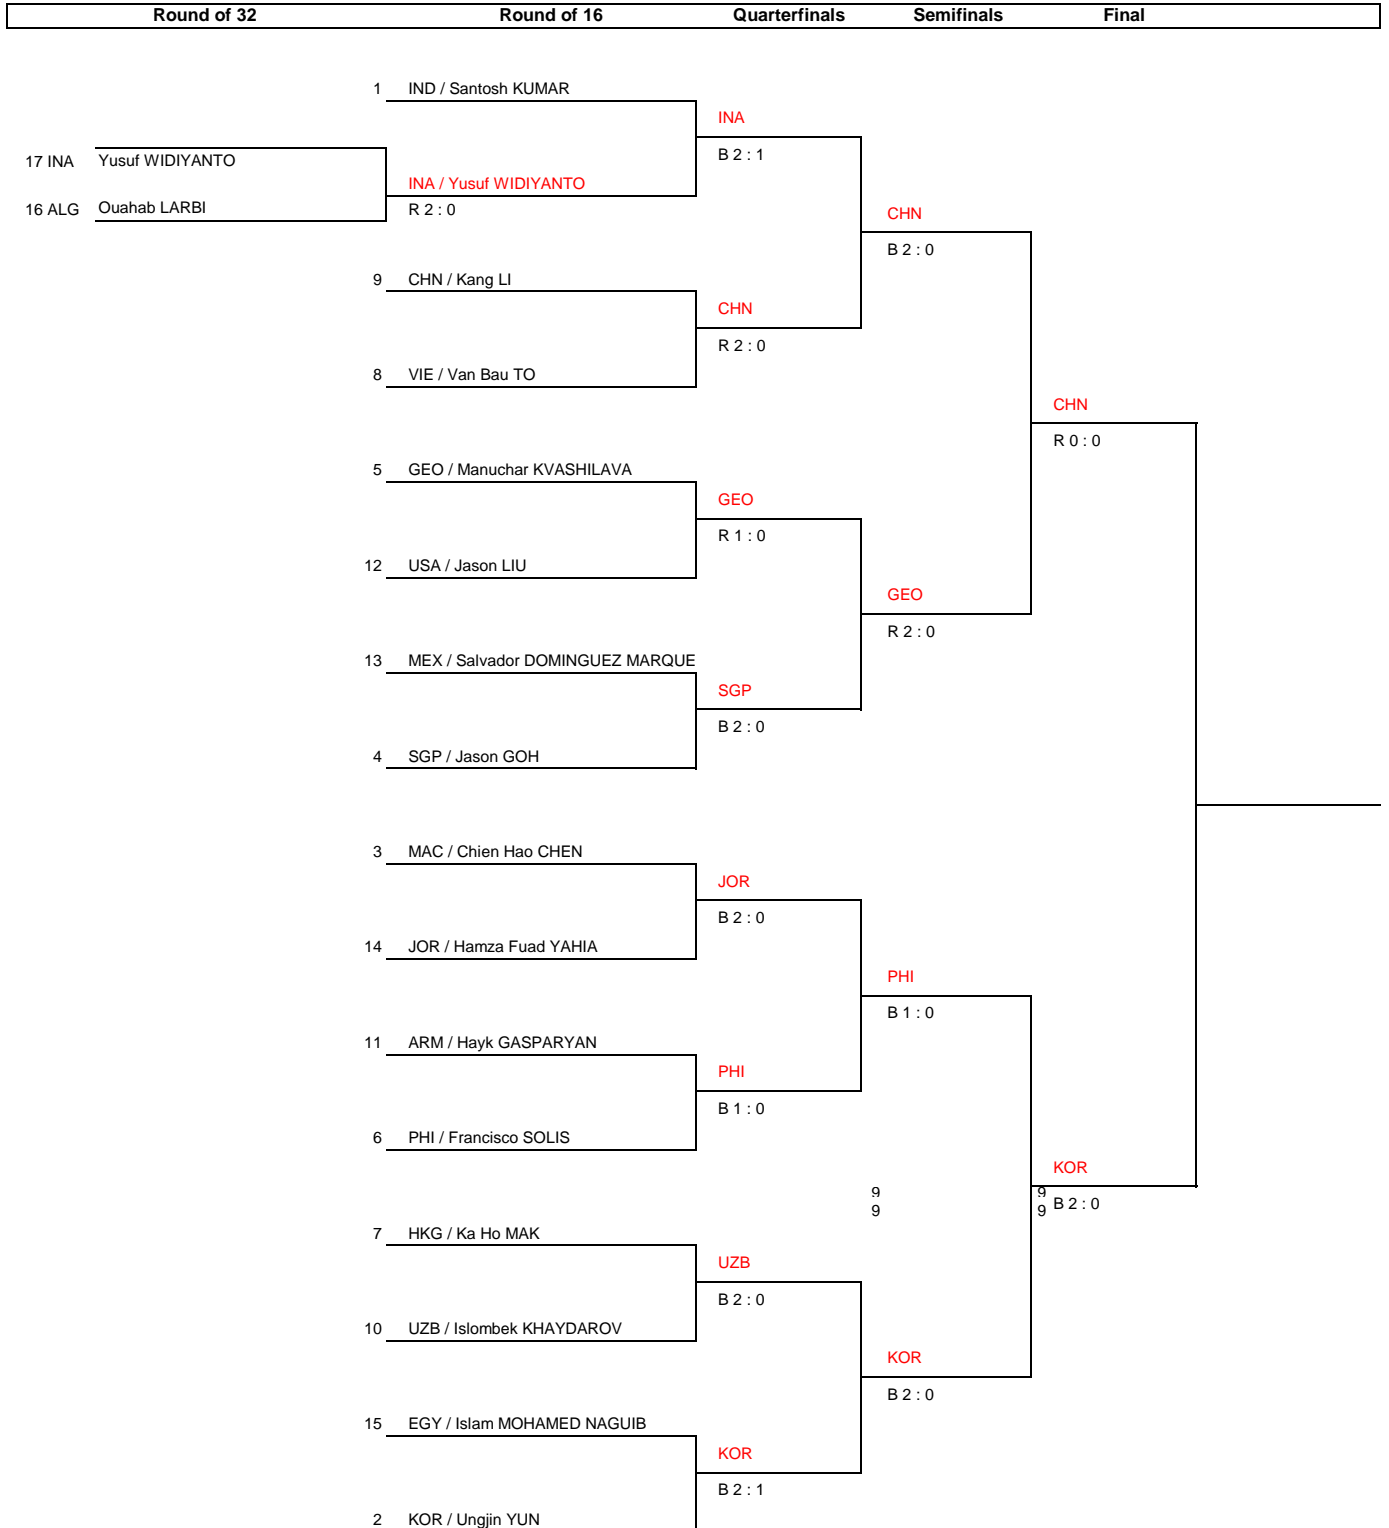 Round of 32 Round of 16 Quarterfinals Semifinals Final
1 IND / Santosh KUMAR
INA
B 2 : 1
17 INA Yusuf WIDIYANTO
INA / Yusuf WIDIYANTO
16 ALG Ouahab LARBI
R 2 : 0
CHN
B 2 : 0
9 CHN / Kang LI
CHN
R 2 : 0
8 VIE / Van Bau TO
CHN
R 0 : 0
5 GEO / Manuchar KVASHILAVA
GEO
R 1 : 0
12 USA / Jason LIU
GEO
R 2 : 0
13 MEX / Salvador DOMINGUEZ MARQUE
SGP
B 2 : 0
4 SGP / Jason GOH
3 MAC / Chien Hao CHEN
JOR
B 2 : 0
14 JOR / Hamza Fuad YAHIA
PHI
B 1 : 0
11 ARM / Hayk GASPARYAN
PHI
B 1 : 0
6 PHI / Francisco SOLIS
KOR
9 9
9 9 B 2 : 0
7 HKG / Ka Ho MAK
UZB
B 2 : 0
10 UZB / Islombek KHAYDAROV
KOR
B 2 : 0
15 EGY / Islam MOHAMED NAGUIB
KOR
B 2 : 1
2 KOR / Ungjin YUN